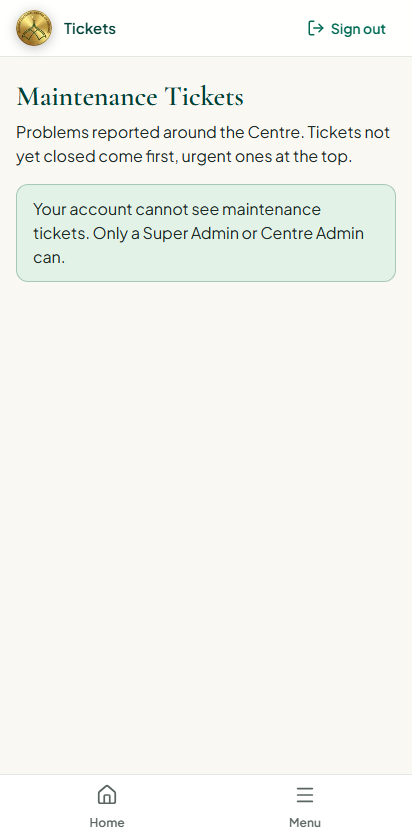 Tickets
Sign out
Maintenance Tickets
Problems reported around the Centre. Tickets not
yet closed come first, urgent ones at the top.
Your account cannot see maintenance
tickets. Only a Super Admin or Centre Admin
can.
Home
Menu